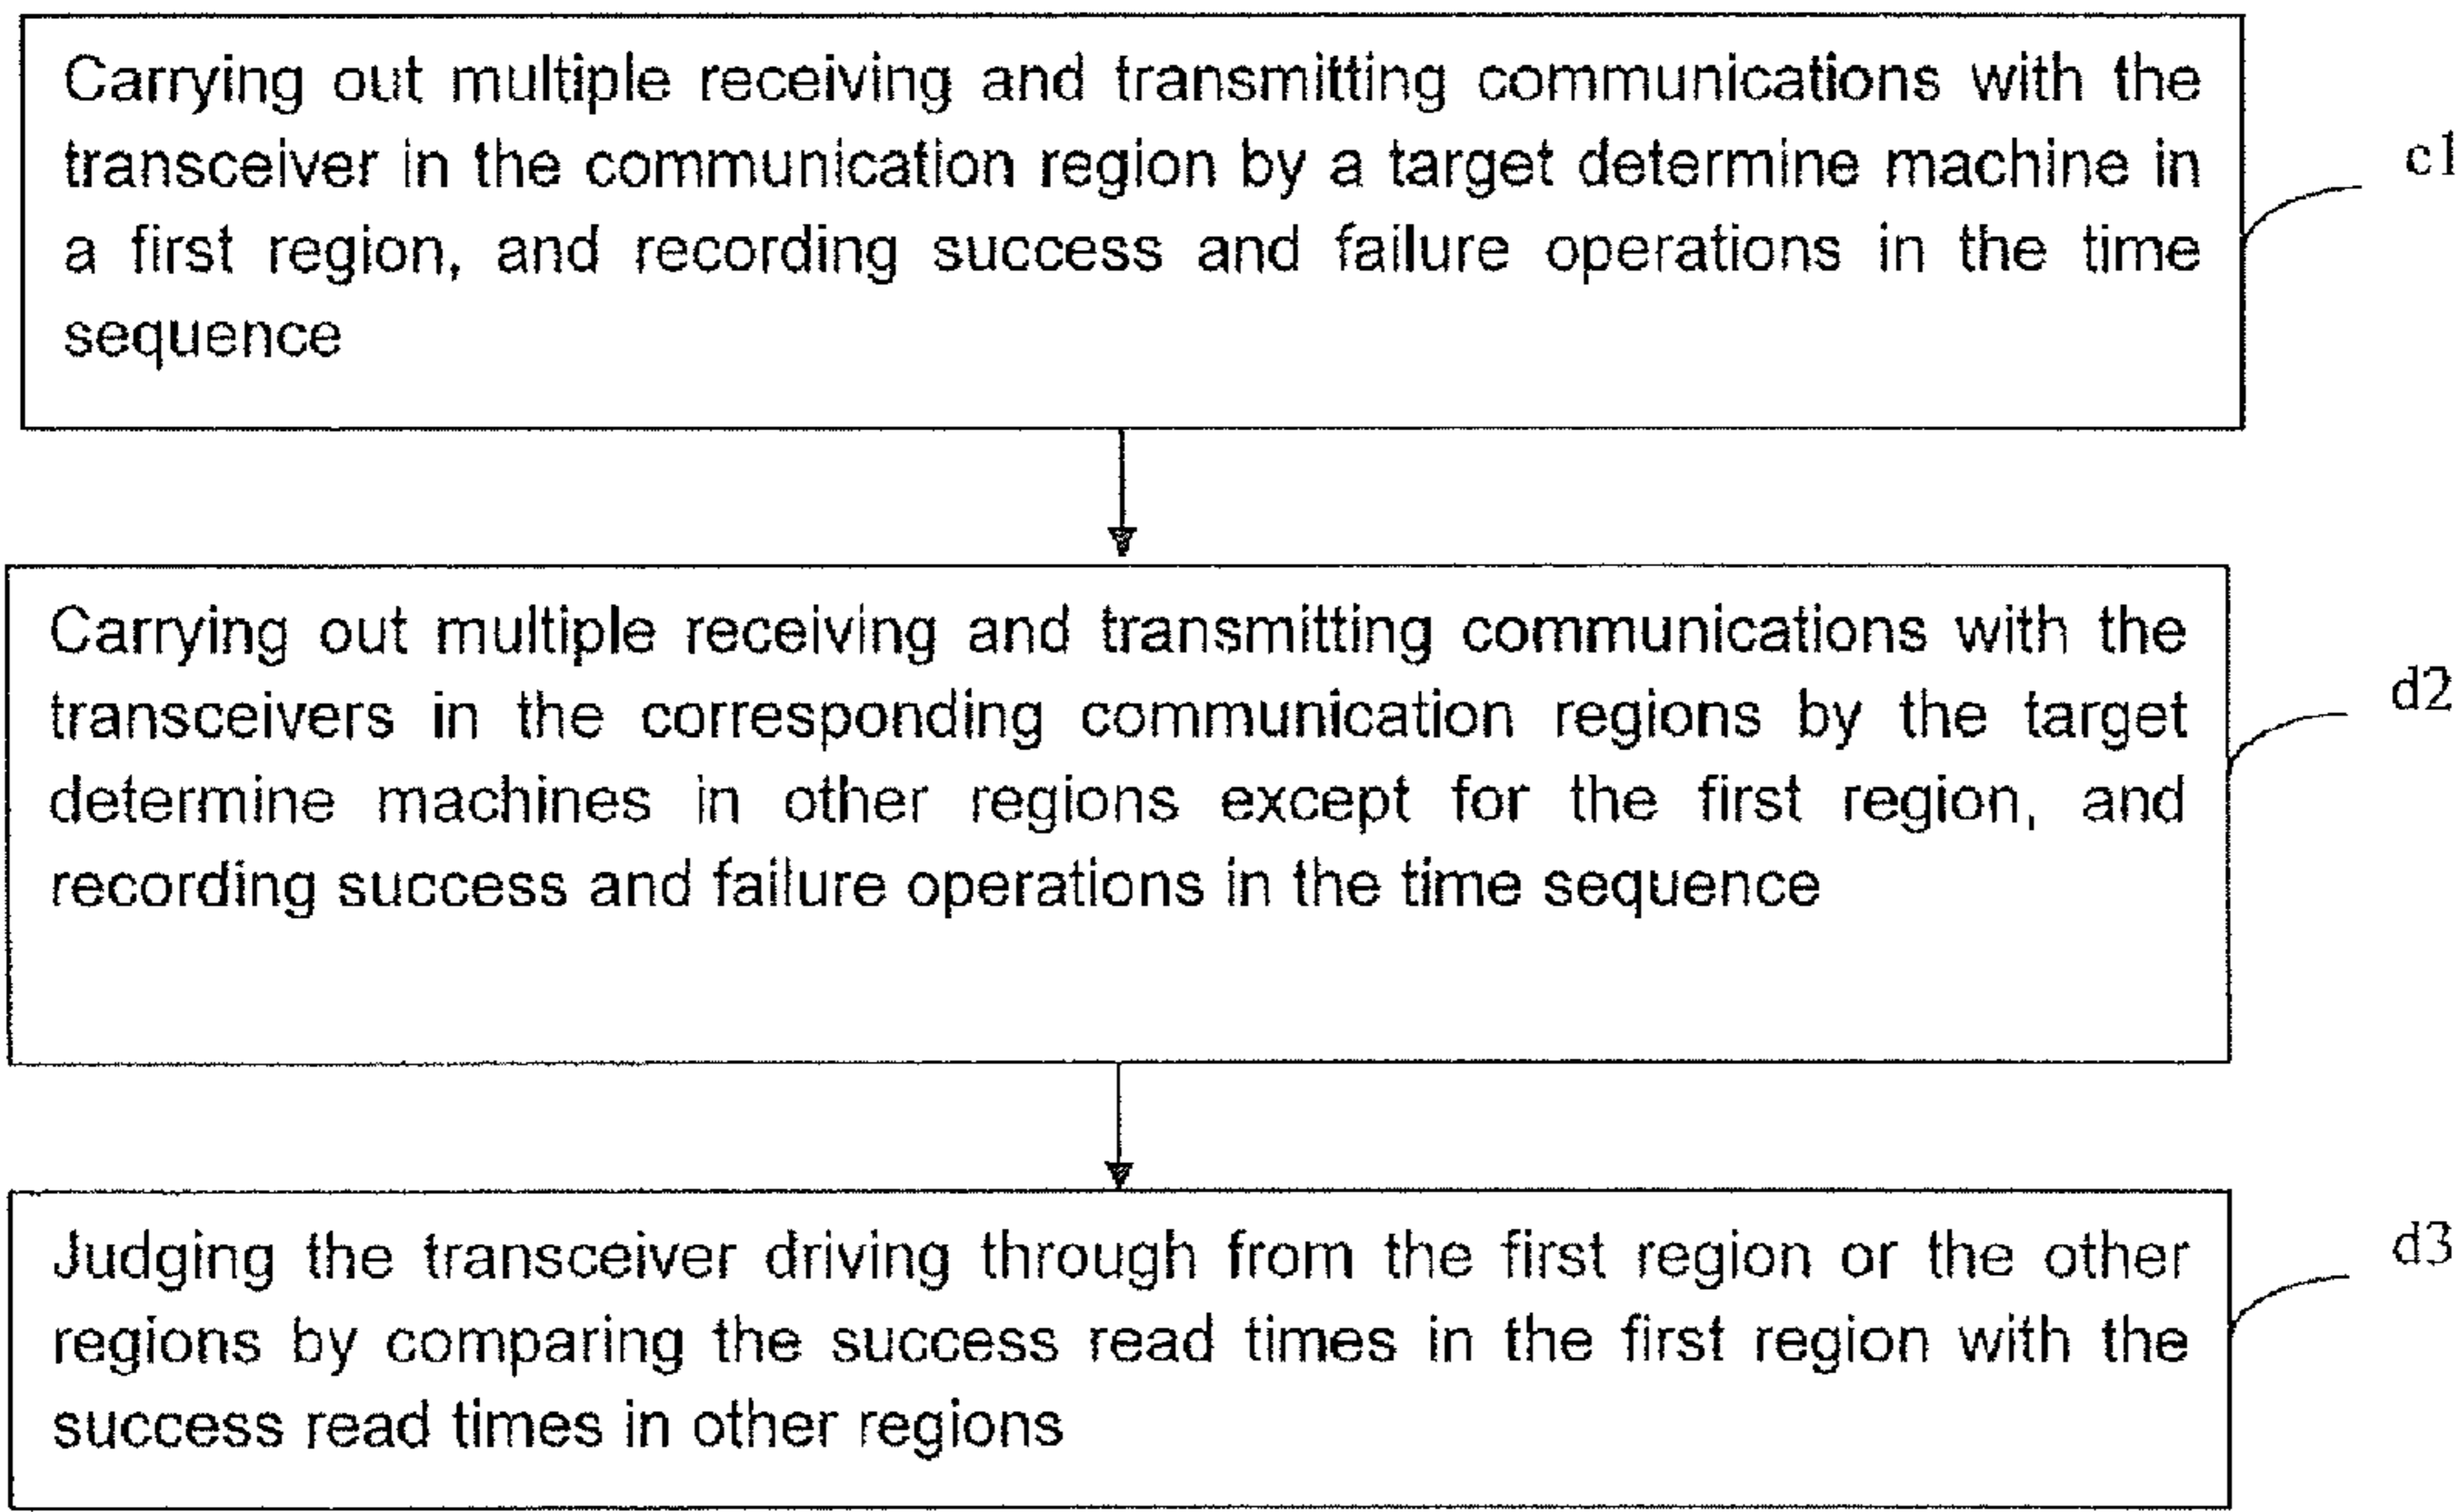 Carrying out multiple receiving and transmitting communications with the
transceiver in the communication region by a target determine machine in
a first region, and recording success and failure operations in the time
sequence
c1
Carrying out multiple receiving and transmitting communications with the
transceivers in the corresponding communication regions by the target
determine machines in other regions except for the first region, and
recording success and failure operations in the time sequence
d2
Judging the transceiver driving through from the first region or the other
regions by comparing the success read times in the first region with the
success read times in other regions
d3